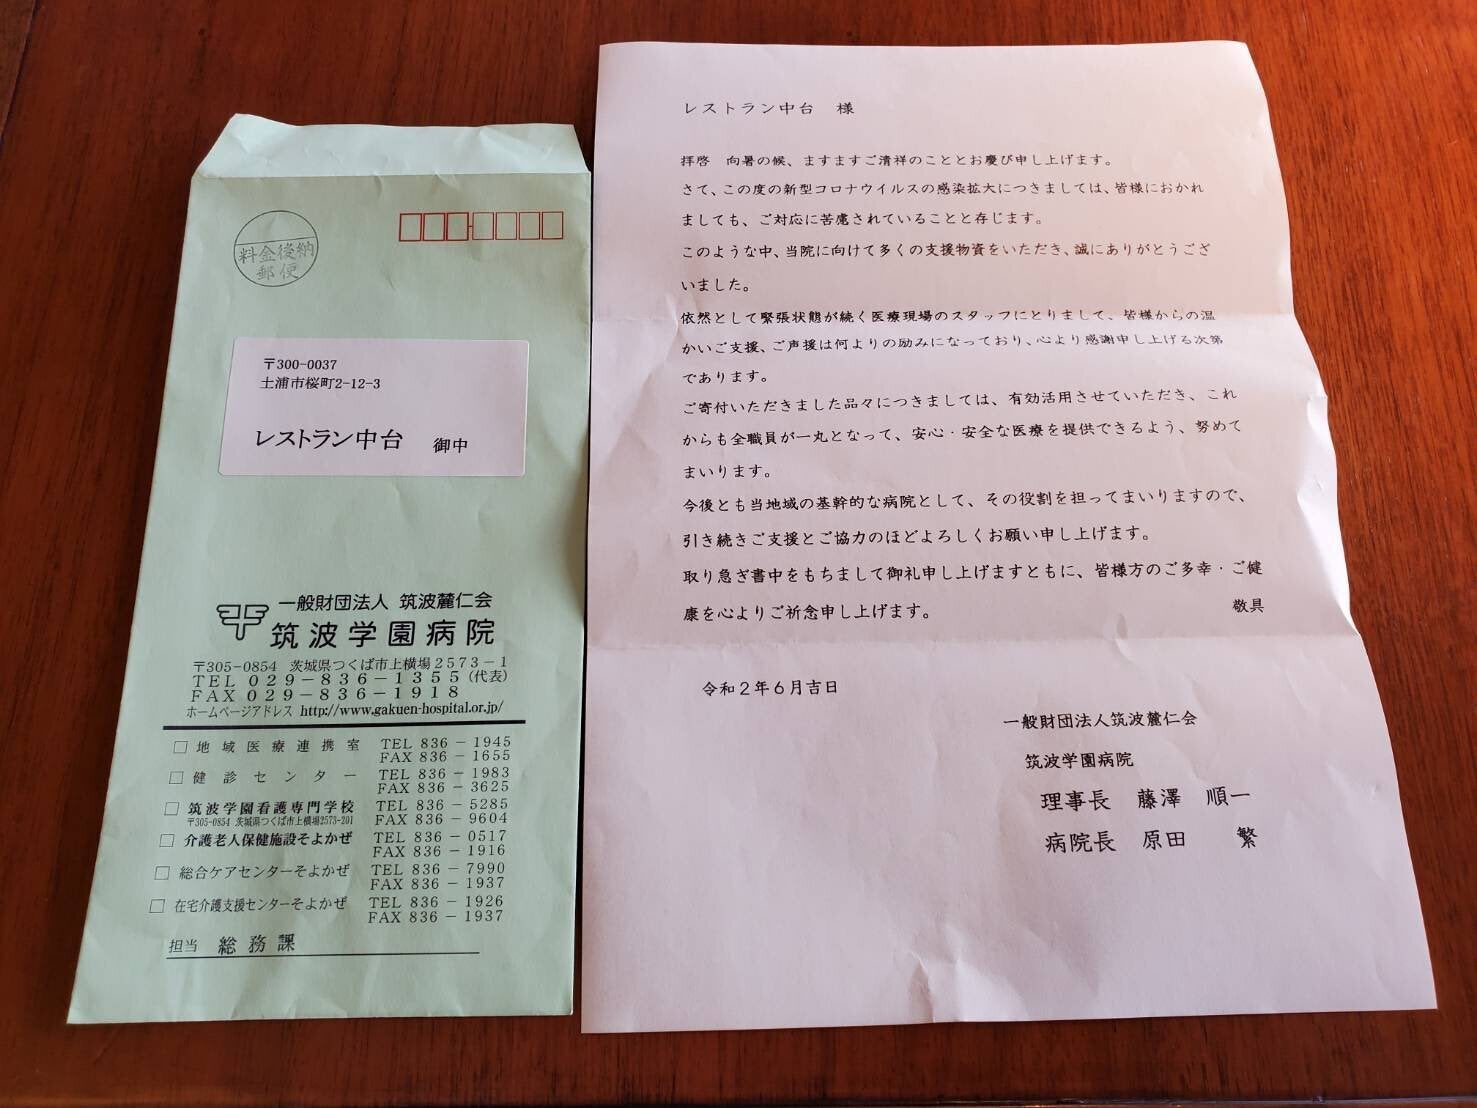 料金後納
郵便
〒300-0037
土浦市桜町2-12-3
レストラン中台 御中
一般財団法人 筑波麓仁会
筑波学園病院
〒305-0854 茨城県つくば市上横場2573-1
TEL 029-836-1355(代表)
FAX 029-836-1918
ホームページアドレス http://www.gakuen-hospital.or.jp/
□ 地域医療連携室 TEL 836-1945
FAX 836-1655
□ 健診センター TEL 836-1983
FAX 836-3625
□ 筑波学園看護専門学校 TEL 836-5285
〒305-0854 茨城県つくば市上横場2573-201 FAX 836-9604
□ 介護老人保健施設そよかぜ TEL 836-0517
FAX 836-1916
□ 総合ケアセンターそよかぜ TEL 836-7990
FAX 836-1937
□ 在宅介護支援センターそよかぜ TEL 836-1926
FAX 836-1937
担当 総務課
レストラン中台 様
拝啓 向暑の候、ますますご清祥のこととお慶び申し上げます。
さて、この度の新型コロナウイルスの感染拡大につきましては、皆様におかれ
ましても、ご対応に苦慮されていることと存じます。
このような中、当院に向けて多くの支援物資をいただき、誠にありがとうござ
いました。
依然として緊張状態が続く医療現場のスタッフにとりまして、皆様からの温
かいご支援、ご声援は何よりの励みになっており、心より感謝申し上げる次第
であります。
ご寄付いただきました品々につきましては、有効活用させていただき、これ
からも全職員が一丸となって、安心・安全な医療を提供できるよう、努めて
まいります。
今後とも当地域の基幹的な病院として、その役割を担ってまいりますので、
引き続きご支援とご協力のほどよろしくお願い申し上げます。
取り急ぎ書中をもちまして御礼申し上げますともに、皆様方のご多幸・ご健
康を心よりご祈念申し上げます。 敬具
令和2年6月吉日
一般財団法人筑波麓仁会
筑波学園病院
理事長 藤澤 順一
病院長 原田 繁